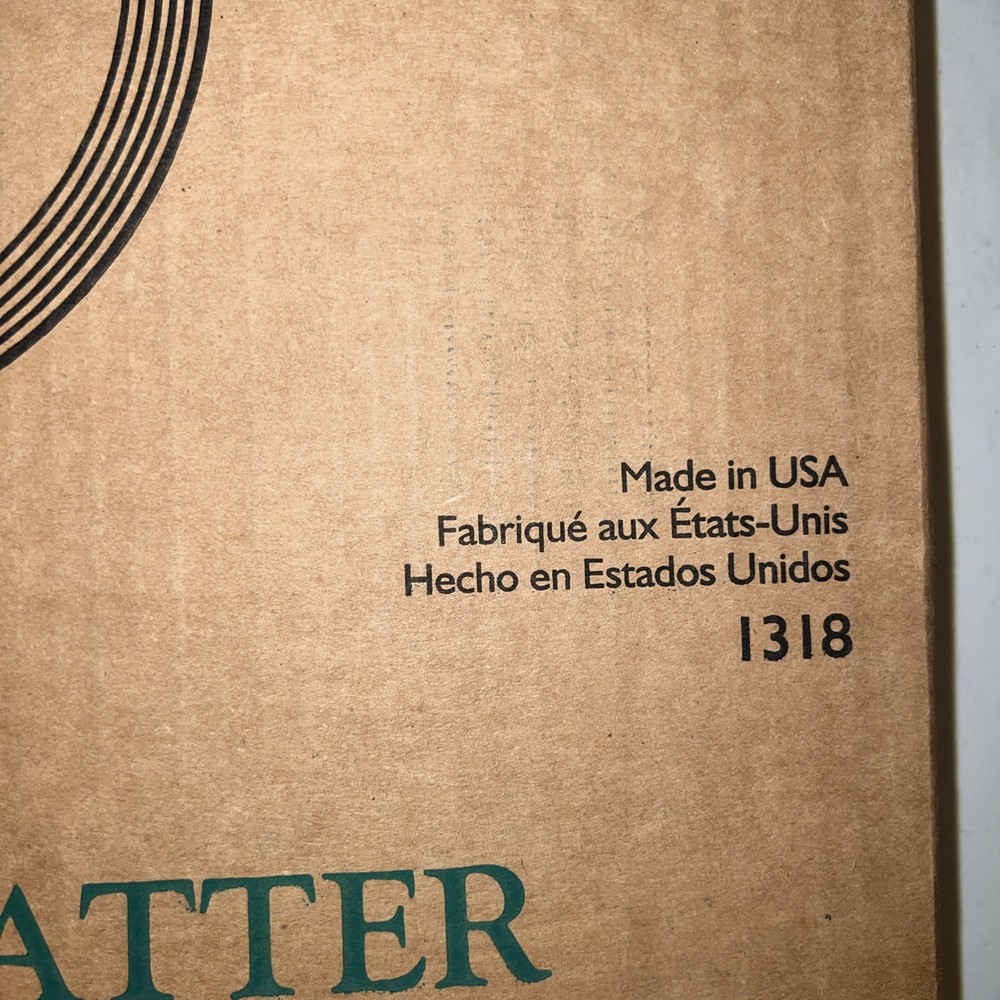 Made in USA
Fabriqué aux États-Unis
Hecho en Estados Unidos
1318
ATTER